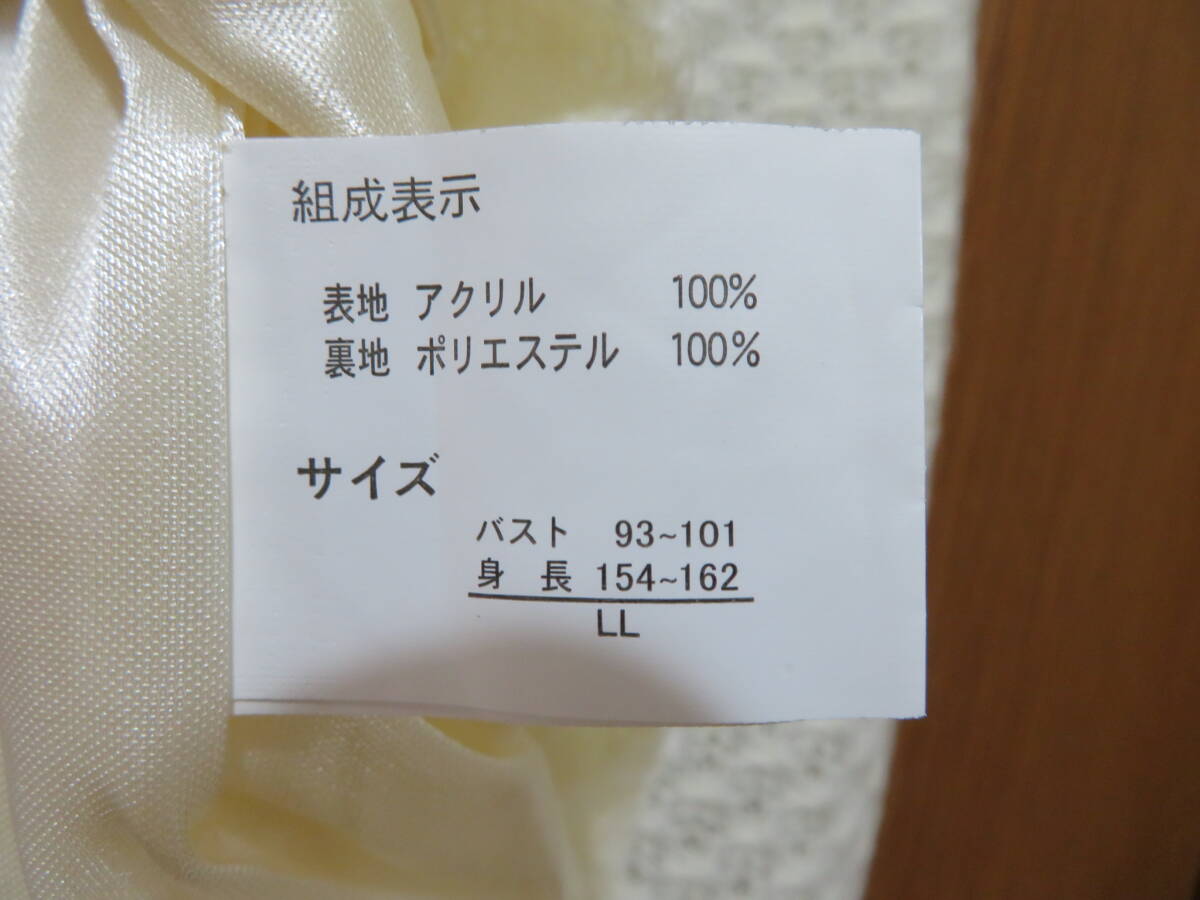 組成表示
表地 アクリル 100%
裏地 ポリエステル 100%
サイズ
バスト 93~101
身 長 154~162
LL